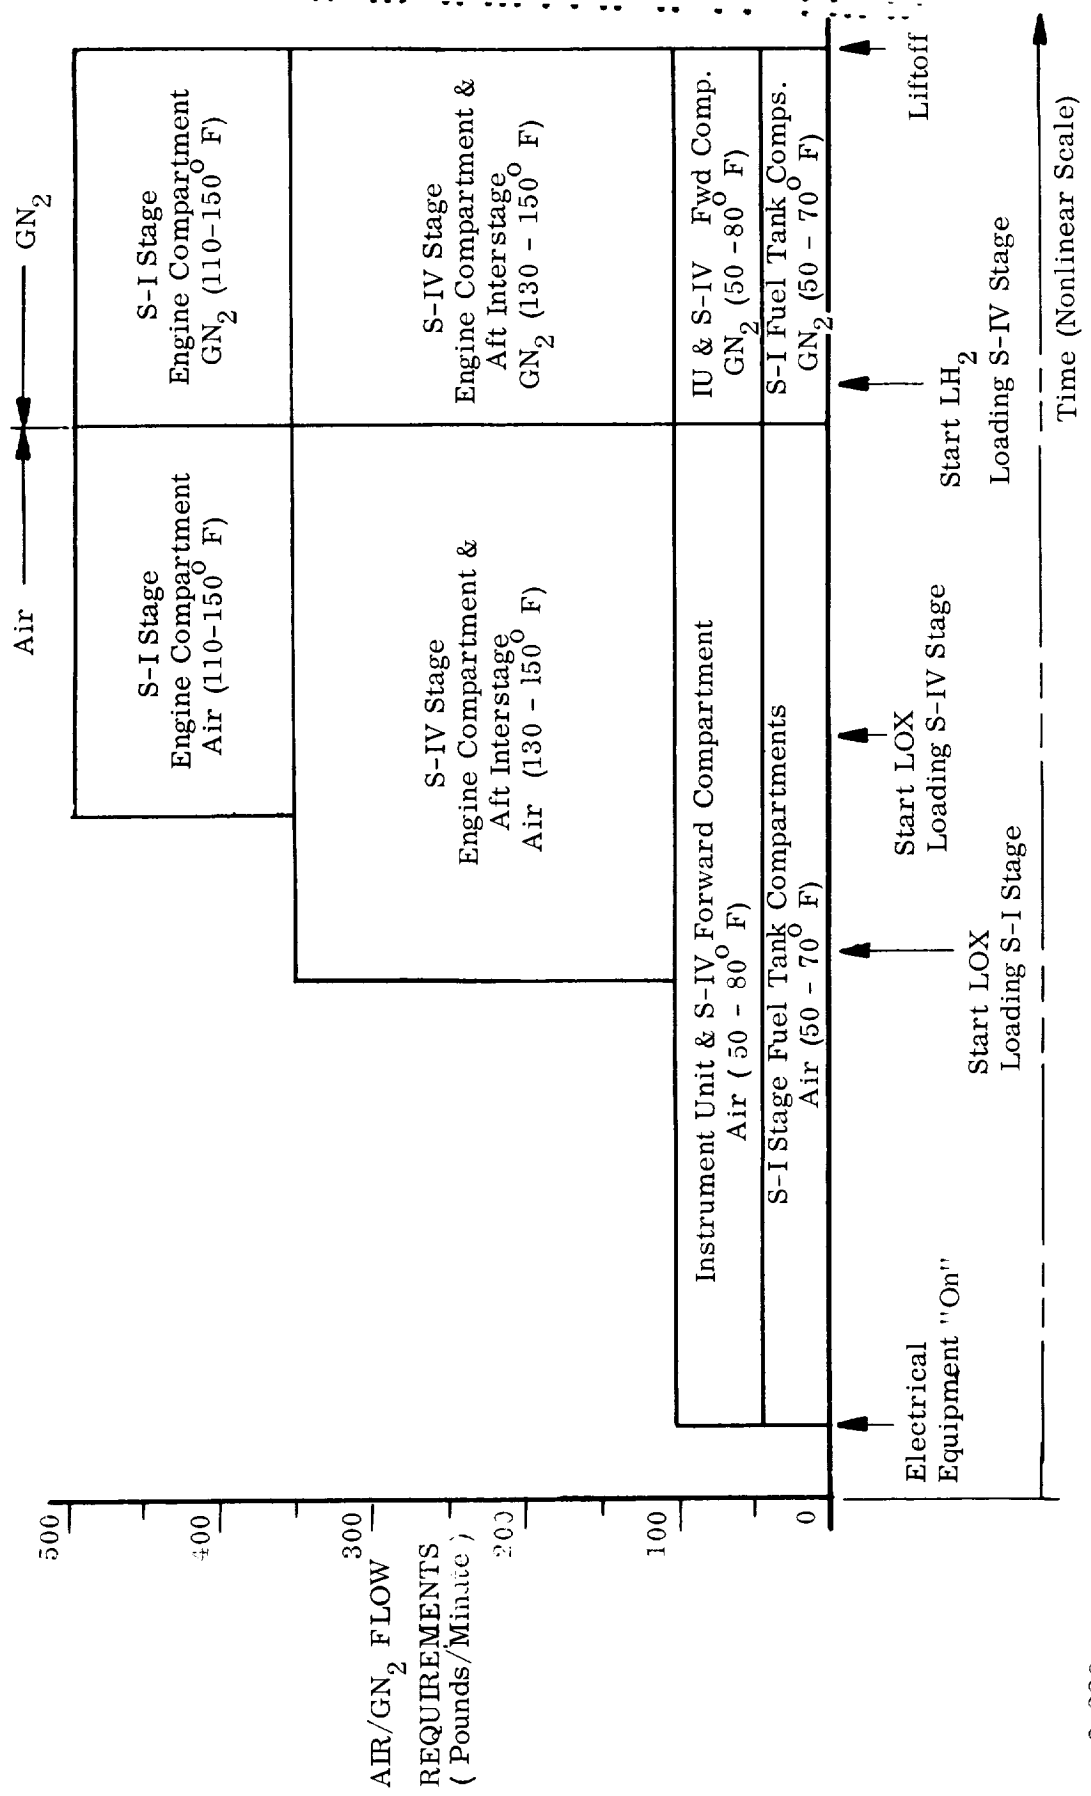 Air
GN2
S-I Stage
Engine Compartment
Air (110-150° F)
S-I Stage
Engine Compartment
GN2 (110-150° F)
S-IV Stage
Engine Compartment &
Aft Interstage
Air (130 - 150° F)
S-IV Stage
Engine Compartment &
Aft Interstage
GN2 (130 - 150° F)
Instrument Unit & S-IV Forward Compartment
Air ( 50 - 80° F)
IU & S-IV Fwd Comp.
GN2 (50 -80° F)
S-I Stage Fuel Tank Compartments
Air (50 - 70° F)
S-I Fuel Tank Comps.
GN2 (50 - 70° F)
500
400
300
200
100
0
AIR/GN2 FLOW
REQUIREMENTS
( Pounds/Minute )
Electrical
Equipment "On"
Start LOX
Loading S-I Stage
Start LOX
Loading S-IV Stage
Start LH2
Loading S-IV Stage
Liftoff
Time (Nonlinear Scale)